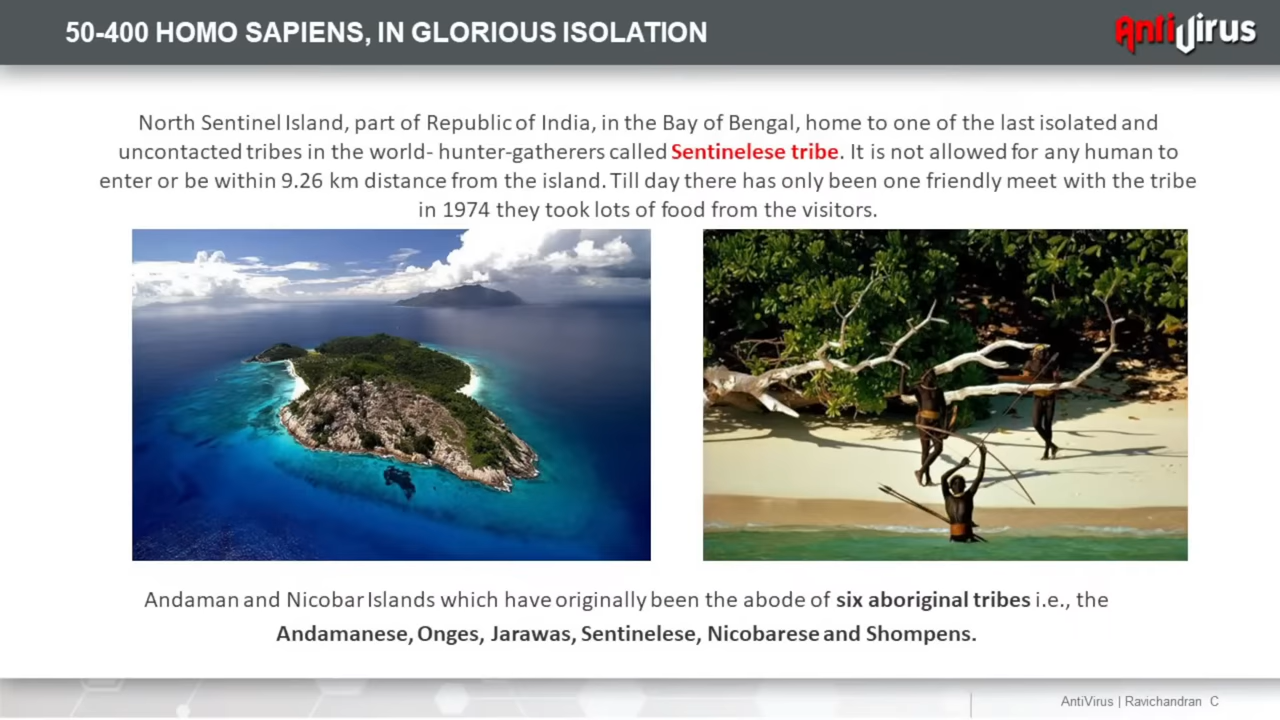 50-400 HOMO SAPIENS, IN GLORIOUS ISOLATION
AntiVirus
North Sentinel Island, part of Republic of India, in the Bay of Bengal, home to one of the last isolated and
uncontacted tribes in the world- hunter-gatherers called Sentinelese tribe. It is not allowed for any human to
enter or be within 9.26 km distance from the island. Till day there has only been one friendly meet with the tribe
in 1974 they took lots of food from the visitors.
Andaman and Nicobar Islands which have originally been the abode of six aboriginal tribes i.e., the
Andamanese, Onges, Jarawas, Sentinelese, Nicobarese and Shompens.
AntiVirus | Ravichandran C